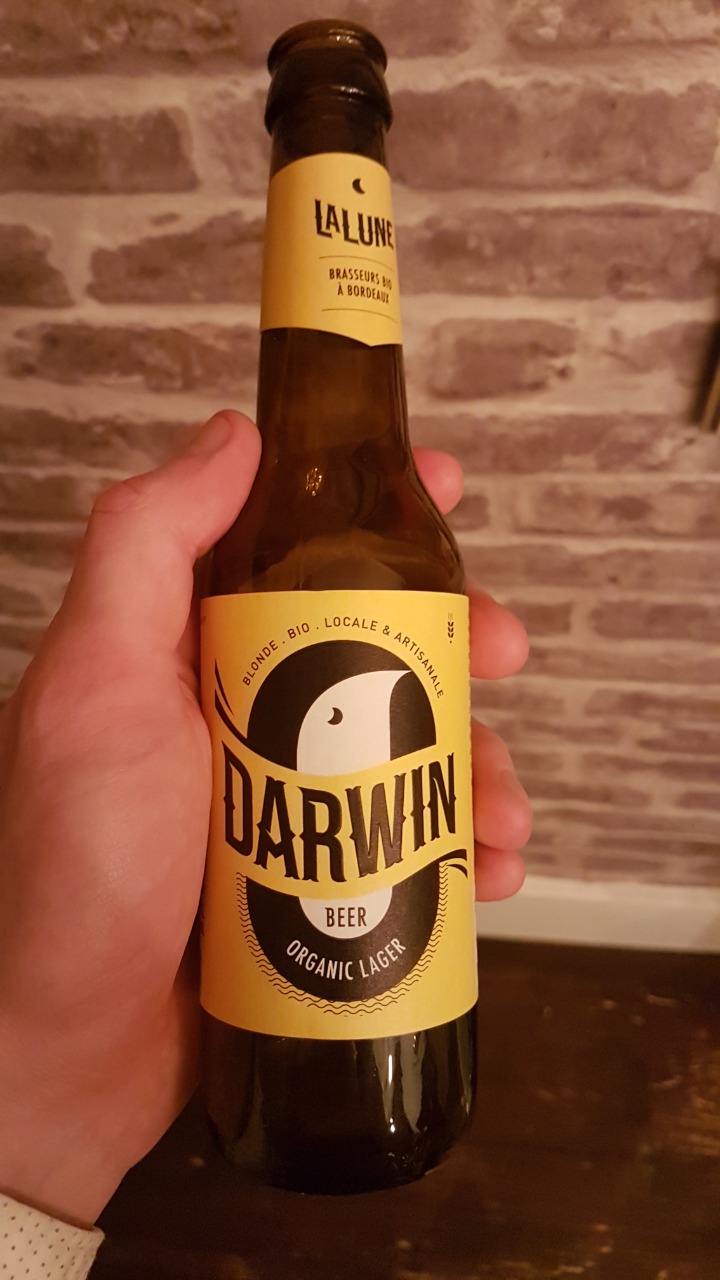 LALUNE
BRASSEURS BIO
À BORDEAUX
BLONDE . BIO . LOCALE & ARTISANALE
DARWIN
BEER
ORGANIC LAGER